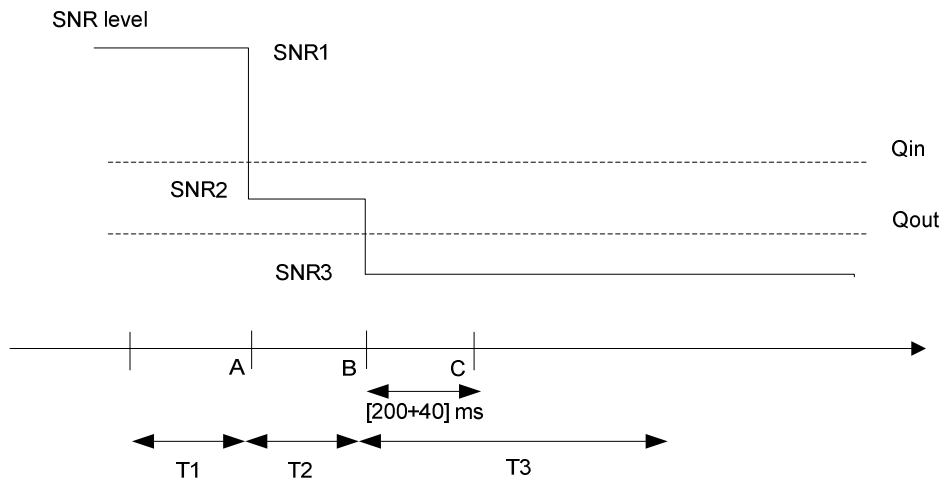 SNR level
SNR1
Qin
SNR2
Qout
SNR3
A
B
C
[200+40] ms
T1
T2
T3